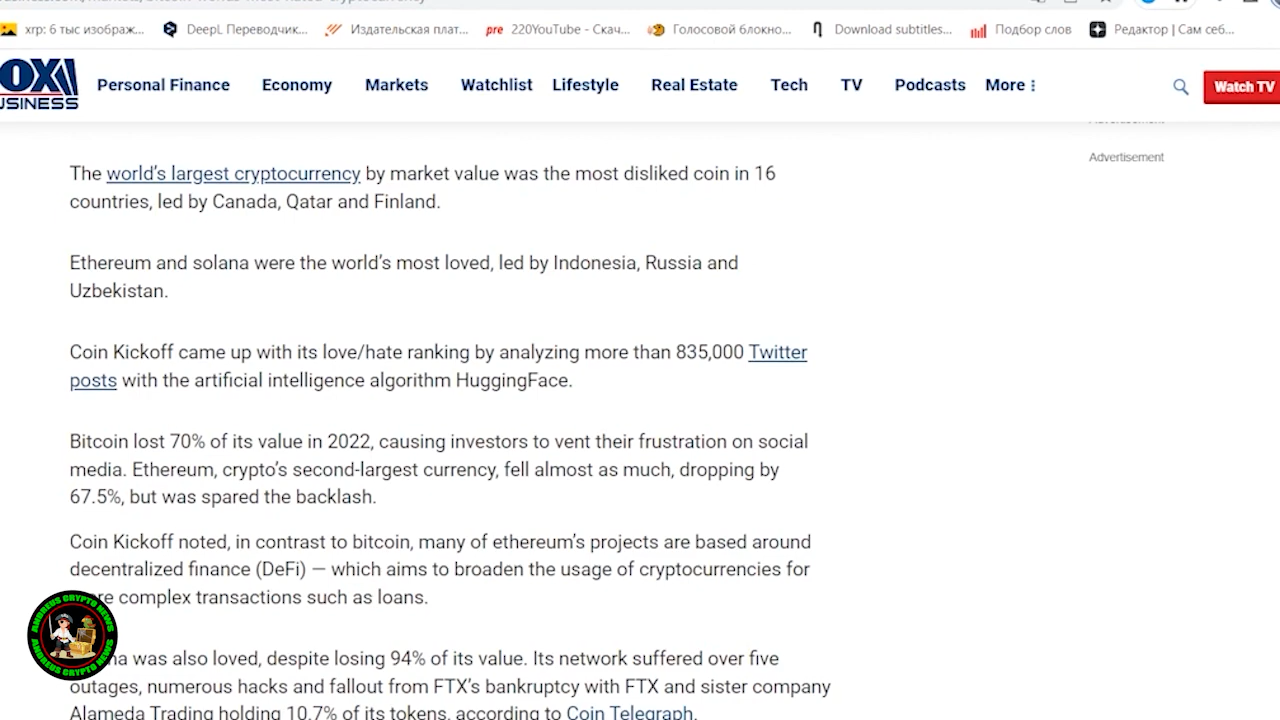 хтр: 6 тыс изображ...
DeepL Переводчик...
Издательская плат...
220YouTube - Скач...
Голосовой блокно...
Download subtitles...
Подбор слов
Редактор | Сам себ...
OX
USINESS
Personal Finance
Economy
Markets
Watchlist
Lifestyle
Real Estate
Tech
TV
Podcasts
More
Watch TV
Advertisement
The world's largest cryptocurrency by market value was the most disliked coin in 16
countries, led by Canada, Qatar and Finland.
Ethereum and solana were the world's most loved, led by Indonesia, Russia and
Uzbekistan.
Coin Kickoff came up with its love/hate ranking by analyzing more than 835,000 Twitter
posts with the artificial intelligence algorithm HuggingFace.
Bitcoin lost 70% of its value in 2022, causing investors to vent their frustration on social
media. Ethereum, crypto's second-largest currency, fell almost as much, dropping by
67.5%, but was spared the backlash.
Coin Kickoff noted, in contrast to bitcoin, many of ethereum's projects are based around
decentralized finance (DeFi) — which aims to broaden the usage of cryptocurrencies for
complex transactions such as loans.
was also loved, despite losing 94% of its value. Its network suffered over five
outages, numerous hacks and fallout from FTX's bankruptcy with FTX and sister company
Alameda Trading holding 10.7% of its tokens, according to Coin Telegraph.
ANDREUS CRYPTO NEWS
ANDREUS CRYPTO NEWS